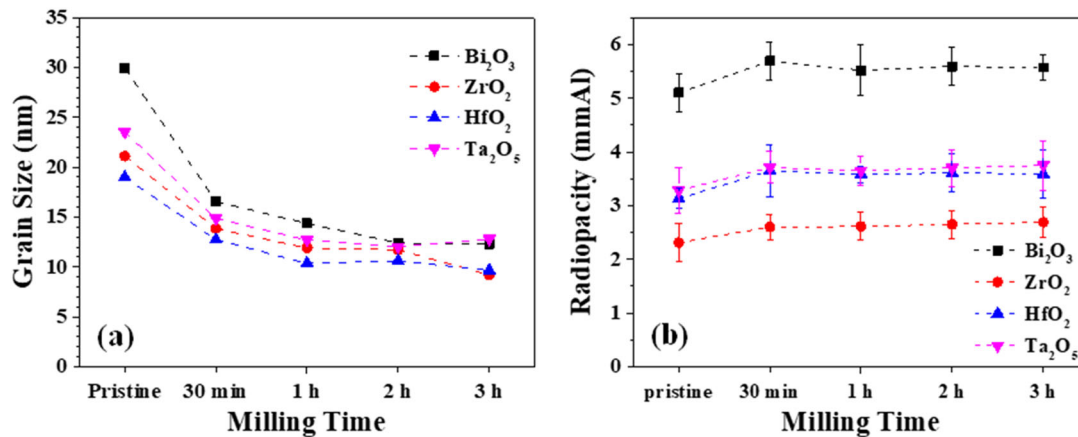 35
30
25
20
15
10
5
0
Grain Size (nm)
Bi₂O₃
ZrO₂
HfO₂
Ta₂O₅
(a)
Pristine 30 min 1 h 2 h 3 h
Milling Time
6
5
4
3
2
1
0
Radiopacity (mmAl)
Bi₂O₃
ZrO₂
HfO₂
Ta₂O₅
(b)
pristine 30 min 1 h 2 h 3 h
Milling Time